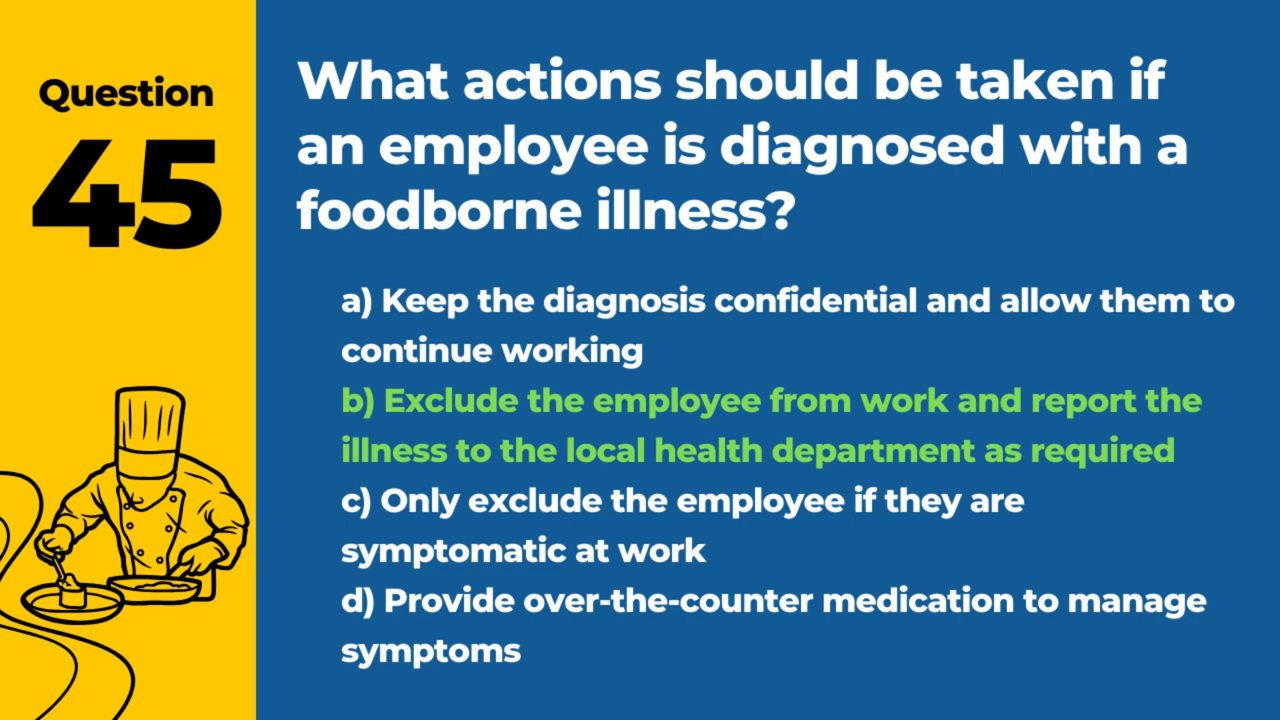 Question
45
What actions should be taken if
an employee is diagnosed with a
foodborne illness?
a) Keep the diagnosis confidential and allow them to
continue working
b) Exclude the employee from work and report the
illness to the local health department as required
c) Only exclude the employee if they are
symptomatic at work
d) Provide over-the-counter medication to manage
symptoms